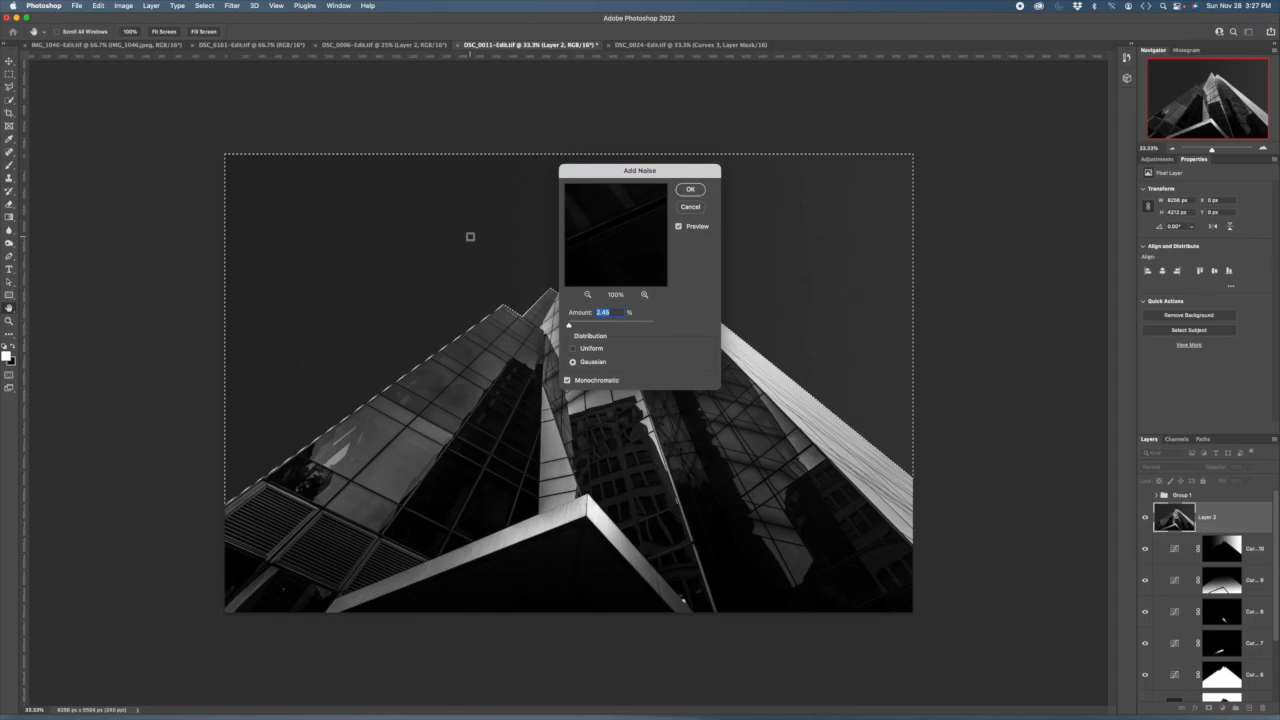 Photoshop File Edit Image Layer Type Select Filter 3D View Plugins Window Help Sun Nov 28 3:27 PM
Adobe Photoshop 2022
Scroll All Windows 100% Fit Screen Fill Screen
IMG_1046-Edit.tif @ 66.7% (IMG_1046.jpeg, RGB/16*) DSC_6161-Edit.tif @ 66.7% (RGB/16*) DSC_0006-Edit.tif @ 25% (Layer 2, RGB/16*) DSC_0011-Edit.tif @ 33.3% (Layer 2, RGB/16*) * DSC_0024-Edit.tif @ 33.3% (Curves 3, Layer Mask/16)
Navigator Histogram
33.33%
Adjustments Properties
Pixel Layer
Transform
W 8256 px X 0 px
H 4212 px Y 0 px
0.00°
Align and Distribute
Align:
Quick Actions
Remove Background
Select Subject
View More
Add Noise
OK
Cancel
Preview
100%
Amount: 2.45 %
Distribution
Uniform
Gaussian
Monochromatic
Layers Channels Paths
Kind
Normal Opacity:
Lock: Fill:
Group 1
Layer 2
Cur...10
Cur... 9
Cur... 8
Cur... 7
Cur... 6
33.33% 8256 px x 5504 px (240 ppi)